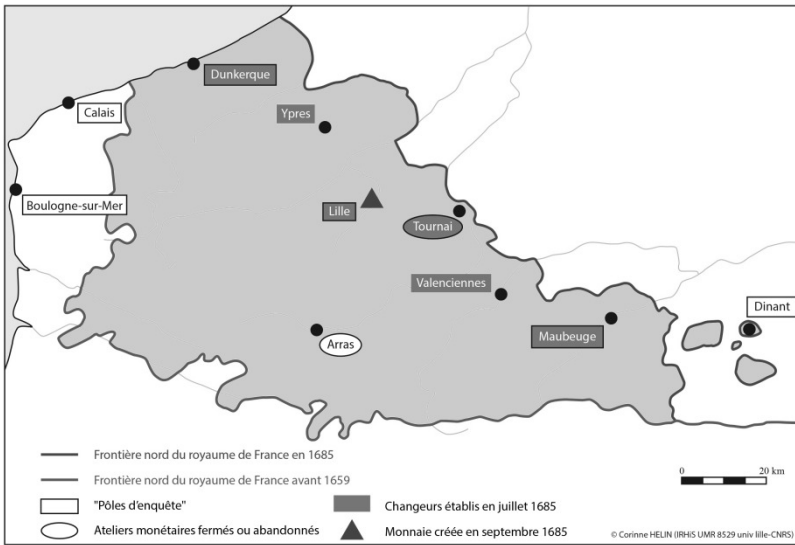 Dunkerque
Calais
Ypres
Boulogne-sur-Mer
Lille
Tournai
Valenciennes
Dinant
Maubeuge
Arras
Frontière nord du royaume de France en 1685
Frontière nord du royaume de France avant 1659
0 20 km
"Pôles d'enquête"
Changeurs établis en juillet 1685
Ateliers monétaires fermés ou abandonnés
Monnaie créée en septembre 1685
© Corinne HELIN (IRHiS UMR 8529 univ lille-CNRS)